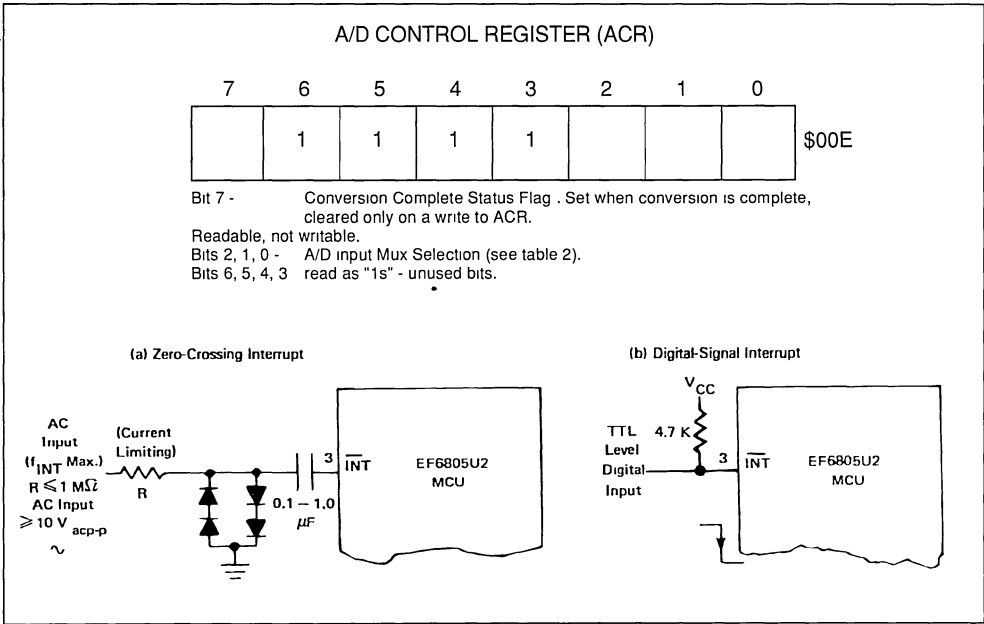 A/D CONTROL REGISTER (ACR)
7 6 5 4 3 2 1 0
1 1 1 1 $00E
Bit 7 - Conversion Complete Status Flag . Set when conversion is complete,
cleared only on a write to ACR.
Readable, not writable.
Bits 2, 1, 0 - A/D input Mux Selection (see table 2).
Bits 6, 5, 4, 3 read as "1s" - unused bits.
(a) Zero-Crossing Interrupt
AC
Input
(fINT Max.)
R ≤ 1 MΩ
AC Input
≥ 10 V acp-p
∿
(Current
Limiting)
R
0.1 – 1.0
µF
3
INT
EF6805U2
MCU
(b) Digital-Signal Interrupt
VCC
4.7 K
TTL
Level
Digital
Input
3
INT
EF6805U2
MCU